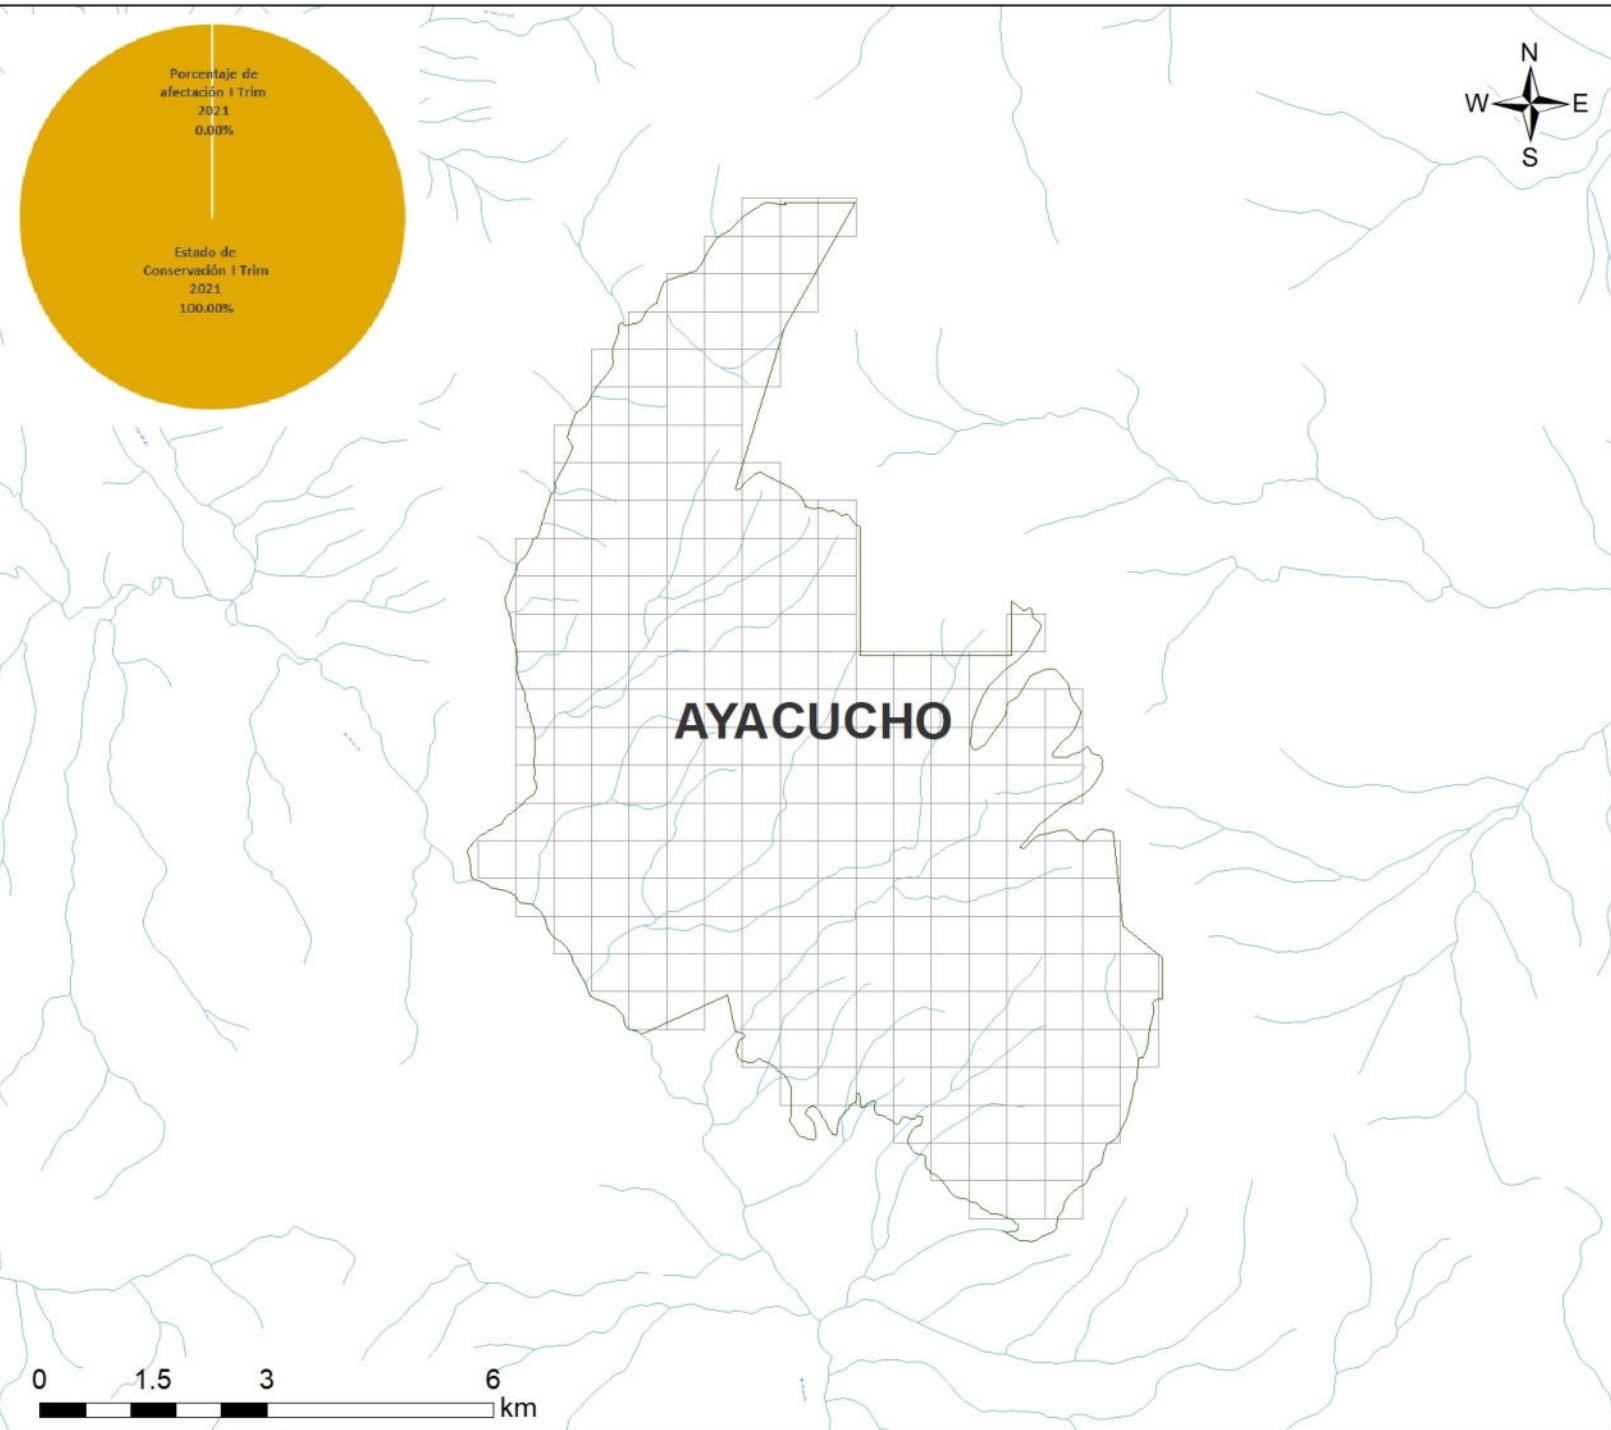 Porcentaje de
afectación I Trim
2021
0.00%
Estado de
Conservación I Trim
2021
100.00%
N
W E
S
AYACUCHO
0 1.5 3 6
km